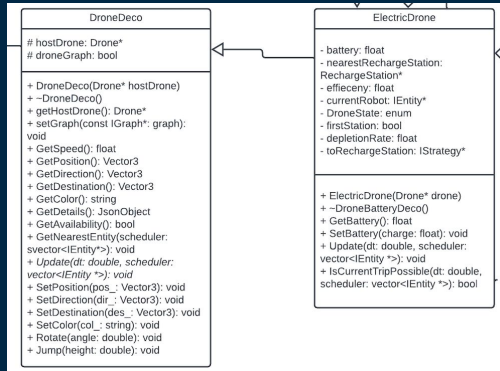 DroneDeco
# hostDrone: Drone*
# droneGraph: bool
+ DroneDeco(Drone* hostDrone)
+ ~DroneDeco()
+ getHostDrone(): Drone*
+ setGraph(const IGraph*: graph):
void
+ GetSpeed(): float
+ GetPosition(): Vector3
+ GetDirection(): Vector3
+ GetDestination(): Vector3
+ GetColor(): string
+ GetDetails(): JsonObject
+ GetAvailability(): bool
+ GetNearestEntity(scheduler:
svector<IEntity*>): void
+ Update(dt: double, scheduler:
vector<IEntity *>): void
+ SetPosition(pos_: Vector3): void
+ SetDirection(dir_: Vector3): void
+ SetDestination(des_: Vector3): void
+ SetColor(col_: string): void
+ Rotate(angle: double): void
+ Jump(height: double): void
ElectricDrone
- battery: float
- nearestRechargeStation:
RechargeStation*
- effieceny: float
- currentRobot: IEntity*
- DroneState: enum
- firstStation: bool
- depletionRate: float
- toRechargeStation: IStrategy*
+ ElectricDrone(Drone* drone)
+ ~DroneBatteryDeco()
+ GetBattery(): float
+ SetBattery(charge: float): void
+ Update(dt: double, scheduler:
vector<IEntity *>): void
+ IsCurrentTripPossible(dt: double,
scheduler: vector<IEntity *>): bool